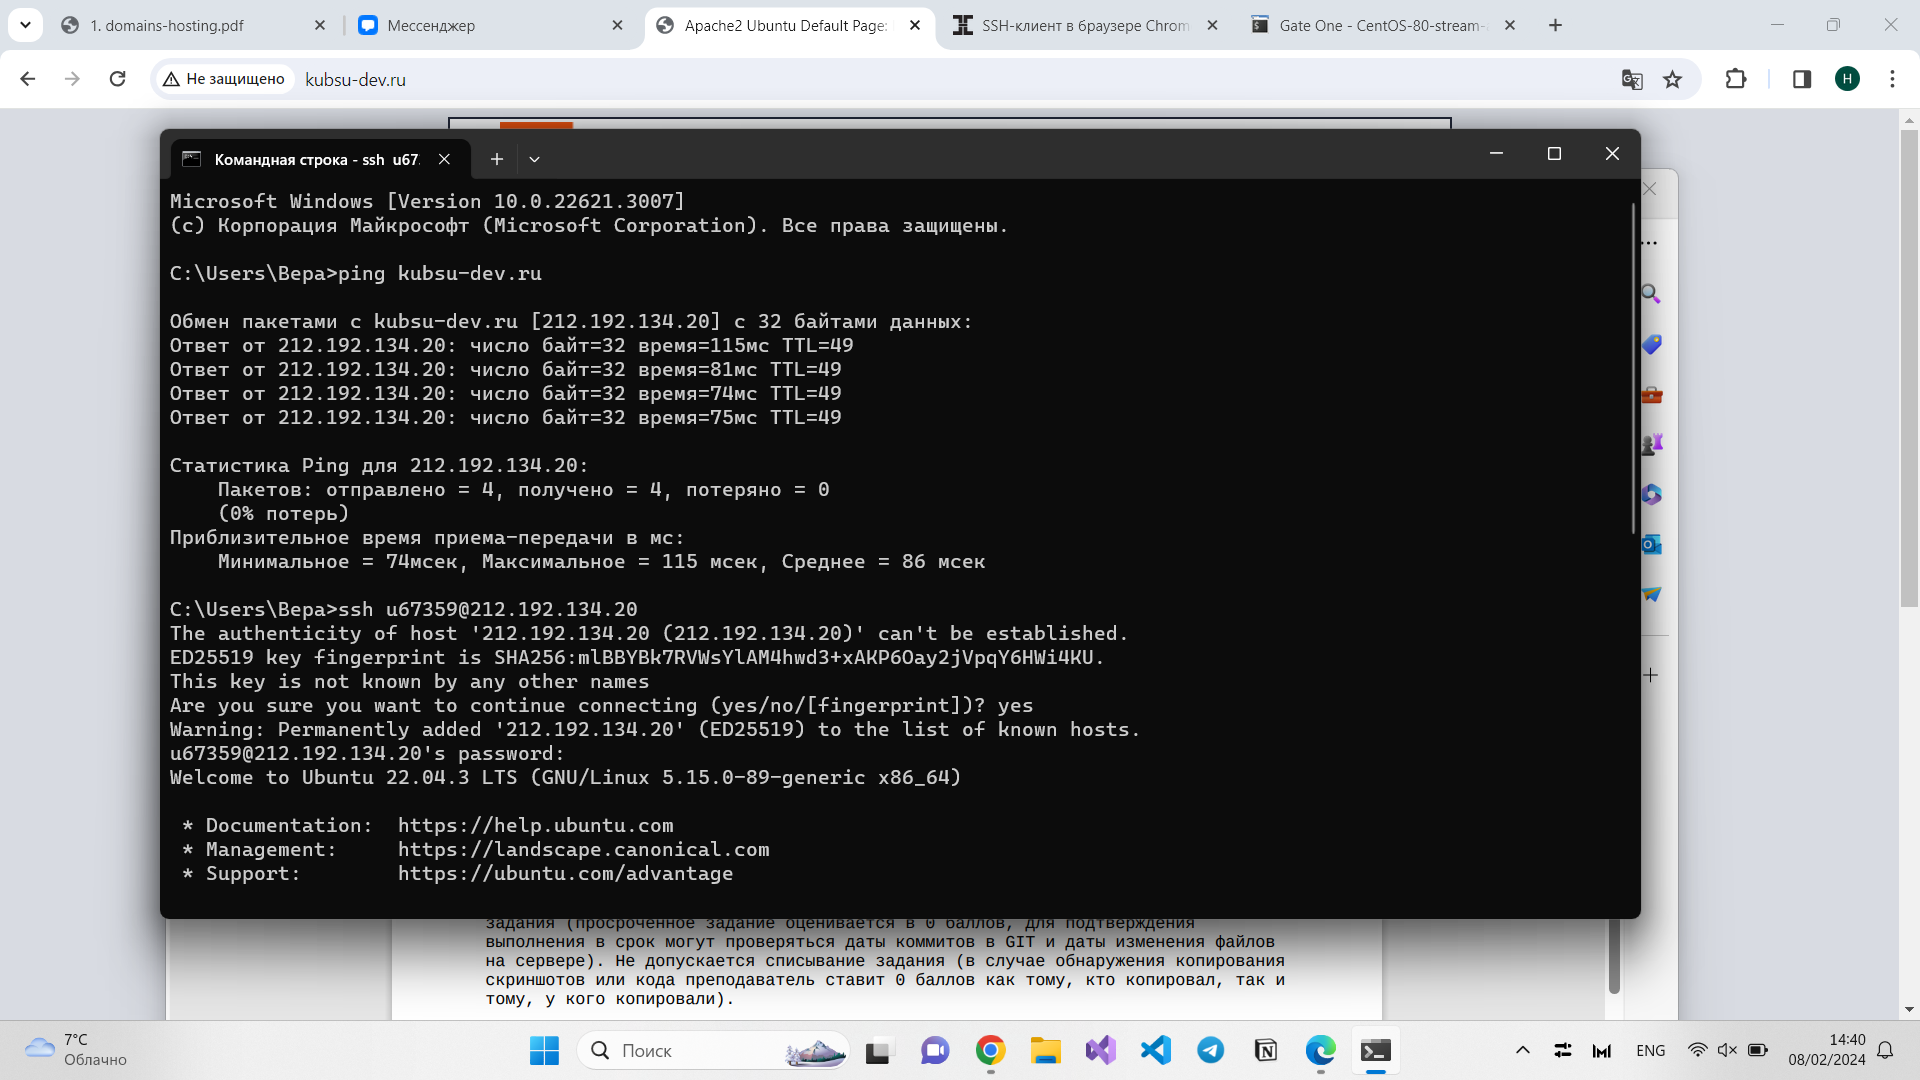 1. domains-hosting.pdf
Мессенджер
Apache2 Ubuntu Default Page:
SSH-клиент в браузере Chrom
Gate One - CentOS-80-stream-
Не защищено
kubsu-dev.ru
H
Командная строка - ssh u67
Microsoft Windows [Version 10.0.22621.3007]
(c) Корпорация Майкрософт (Microsoft Corporation). Все права защищены.
C:\Users\Вера>ping kubsu-dev.ru
Обмен пакетами с kubsu-dev.ru [212.192.134.20] с 32 байтами данных:
Ответ от 212.192.134.20: число байт=32 время=115мс TTL=49
Ответ от 212.192.134.20: число байт=32 время=81мс TTL=49
Ответ от 212.192.134.20: число байт=32 время=74мс TTL=49
Ответ от 212.192.134.20: число байт=32 время=75мс TTL=49
Статистика Ping для 212.192.134.20:
Пакетов: отправлено = 4, получено = 4, потеряно = 0
(0% потерь)
Приблизительное время приема-передачи в мс:
Минимальное = 74мсек, Максимальное = 115 мсек, Среднее = 86 мсек
C:\Users\Вера>ssh u67359@212.192.134.20
The authenticity of host '212.192.134.20 (212.192.134.20)' can't be established.
ED25519 key fingerprint is SHA256:mlBBYBk7RVWsYlAM4hwd3+xAKP6Oay2jVpqY6HWi4KU.
This key is not known by any other names
Are you sure you want to continue connecting (yes/no/[fingerprint])? yes
Warning: Permanently added '212.192.134.20' (ED25519) to the list of known hosts.
u67359@212.192.134.20's password:
Welcome to Ubuntu 22.04.3 LTS (GNU/Linux 5.15.0-89-generic x86_64)
* Documentation: https://help.ubuntu.com
* Management: https://landscape.canonical.com
* Support: https://ubuntu.com/advantage
задания (просроченное задание оценивается в 0 баллов, для подтверждения
выполнения в срок могут проверяться даты коммитов в GIT и даты изменения файлов
на сервере). Не допускается списывание задания (в случае обнаружения копирования
скриншотов или кода преподаватель ставит 0 баллов как тому, кто копировал, так и
тому, у кого копировали).
7°C
Облачно
Поиск
ENG
14:40
08/02/2024